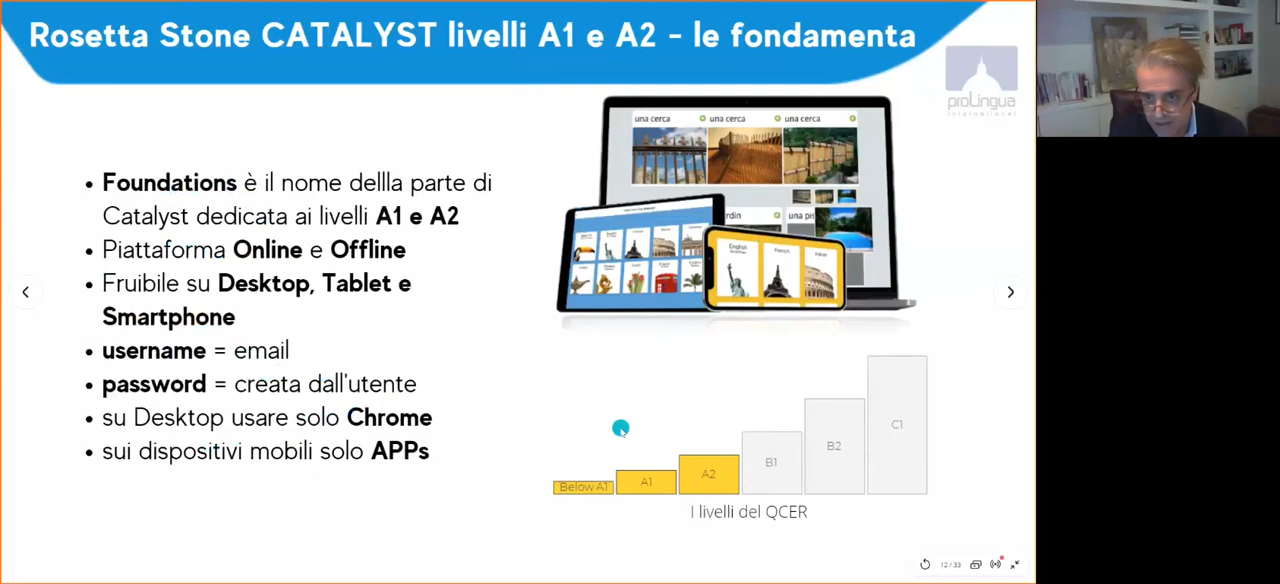 Rosetta Stone CATALYST livelli A1 e A2 - le fondamenta
proLingua
international
• Foundations è il nome dellla parte di
Catalyst dedicata ai livelli A1 e A2
• Piattaforma Online e Offline
• Fruibile su Desktop, Tablet e
Smartphone
• username = email
• password = creata dall'utente
• su Desktop usare solo Chrome
• sui dispositivi mobili solo APPs
una cerca una cerca una cerca
rdin una pis
English French Italian
Below A1 A1 A2 B1 B2 C1
I livelli del QCER
12 / 33